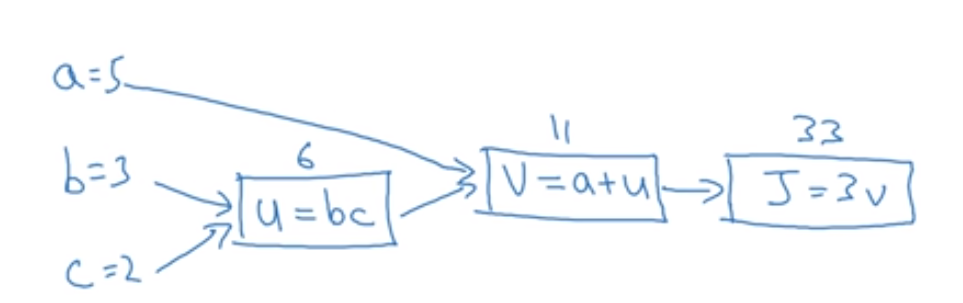 a=5
11
33
6
b=3
V=a+u
J=3v
u=bc
c=2